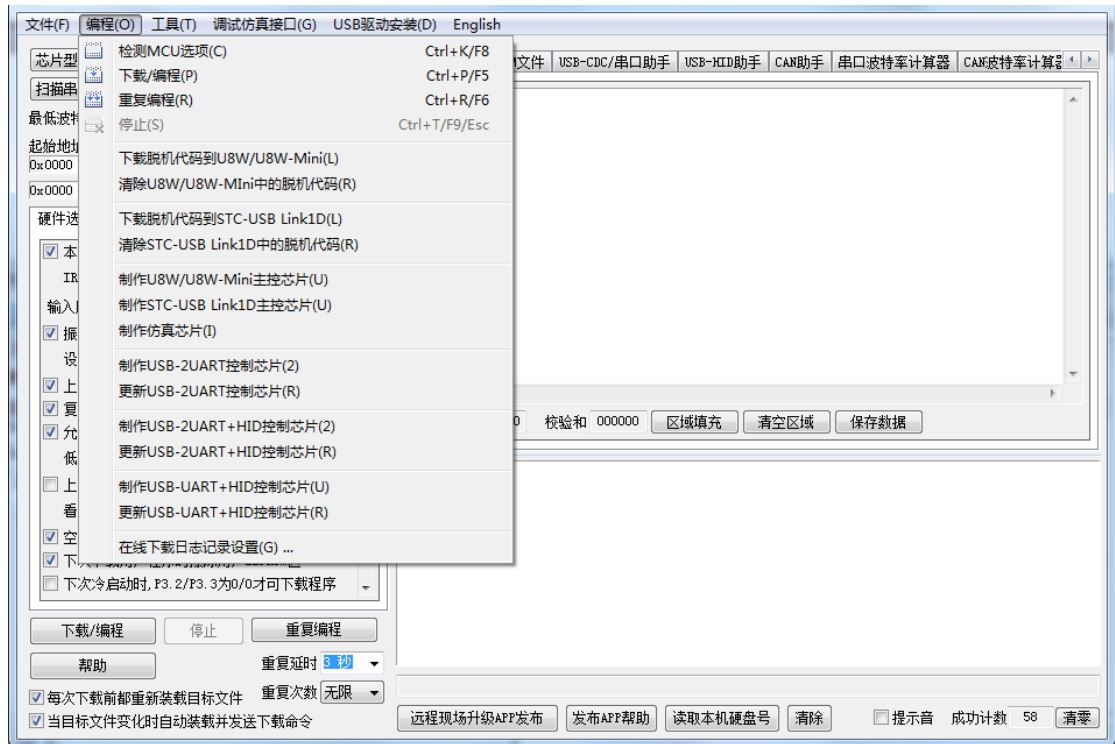 文件(F) 编程(O) 工具(T) 调试仿真接口(G) USB驱动安装(D) English
芯片型
扫描串
最低波特
起始地址
0x0000
0x0000
硬件选
本
IR
输入
振
设
上
复
允
低
上
看
空
下
检测MCU选项(C) Ctrl+K/F8
下载/编程(P) Ctrl+P/F5
重复编程(R) Ctrl+R/F6
停止(S) Ctrl+T/F9/Esc
下载脱机代码到U8W/U8W-Mini(L)
清除U8W/U8W-MIni中的脱机代码(R)
下载脱机代码到STC-USB Link1D(L)
清除STC-USB Link1D中的脱机代码(R)
制作U8W/U8W-Mini主控芯片(U)
制作STC-USB Link1D主控芯片(U)
制作仿真芯片(I)
制作USB-2UART控制芯片(2)
更新USB-2UART控制芯片(R)
制作USB-2UART+HID控制芯片(2)
更新USB-2UART+HID控制芯片(R)
制作USB-UART+HID控制芯片(U)
更新USB-UART+HID控制芯片(R)
在线下载日志记录设置(G) ...
文件 USB-CDC/串口助手 USB-HID助手 CAN助手 串口波特率计算器 CAN波特率计算器
校验和 000000 区域填充 清空区域 保存数据
下次冷启动时,P3.2/P3.3为0/0才可下载程序
下载/编程 停止 重复编程
帮助 重复延时 3 秒
每次下载前都重新装载目标文件 重复次数 无限
当目标文件变化时自动装载并发送下载命令
远程现场升级APP发布 发布APP帮助 读取本机硬盘号 清除 提示音 成功计数 58 清零